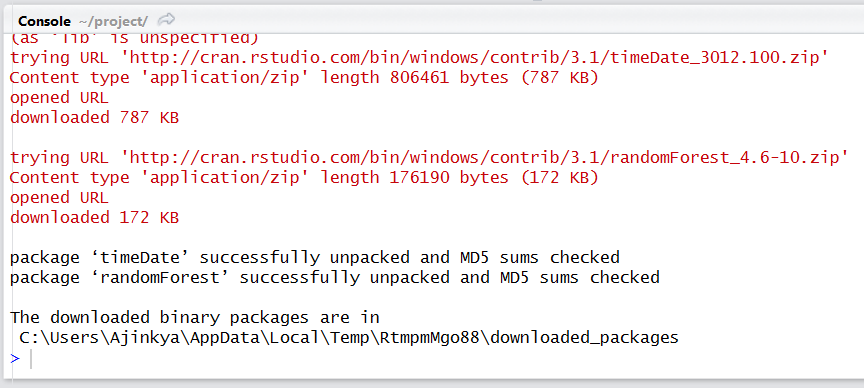 Console ~/project/
(as ‘lib’ is unspecified)
trying URL 'http://cran.rstudio.com/bin/windows/contrib/3.1/timeDate_3012.100.zip'
Content type 'application/zip' length 806461 bytes (787 KB)
opened URL
downloaded 787 KB
trying URL 'http://cran.rstudio.com/bin/windows/contrib/3.1/randomForest_4.6-10.zip'
Content type 'application/zip' length 176190 bytes (172 KB)
opened URL
downloaded 172 KB
package ‘timeDate’ successfully unpacked and MD5 sums checked
package ‘randomForest’ successfully unpacked and MD5 sums checked
The downloaded binary packages are in
C:\Users\Ajinkya\AppData\Local\Temp\RtmpmMgo88\downloaded_packages
>